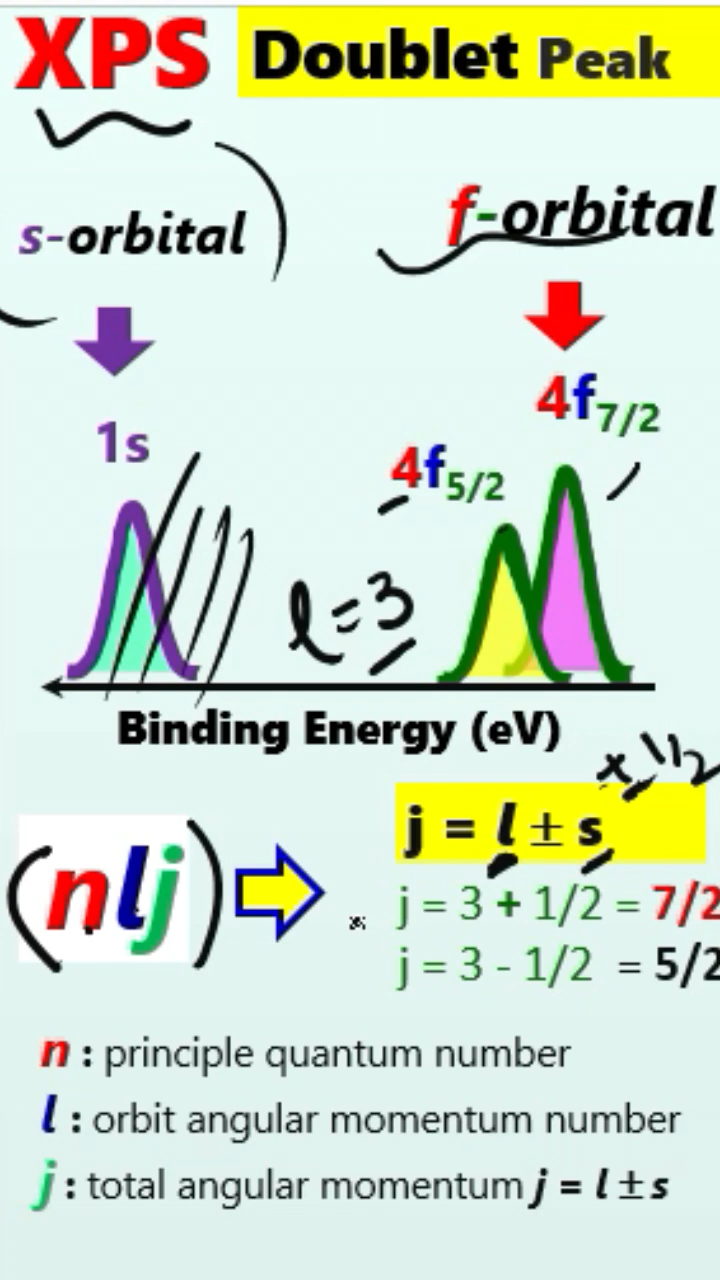 XPS Doublet Peak
s-orbital
f-orbital
1s
4f7/2
4f5/2
l=3
Binding Energy (eV)
1/2
j = l ± s
(nlj)
j = 3 + 1/2 = 7/2
j = 3 - 1/2 = 5/2
n : principle quantum number
l : orbit angular momentum number
j : total angular momentum j = l ± s